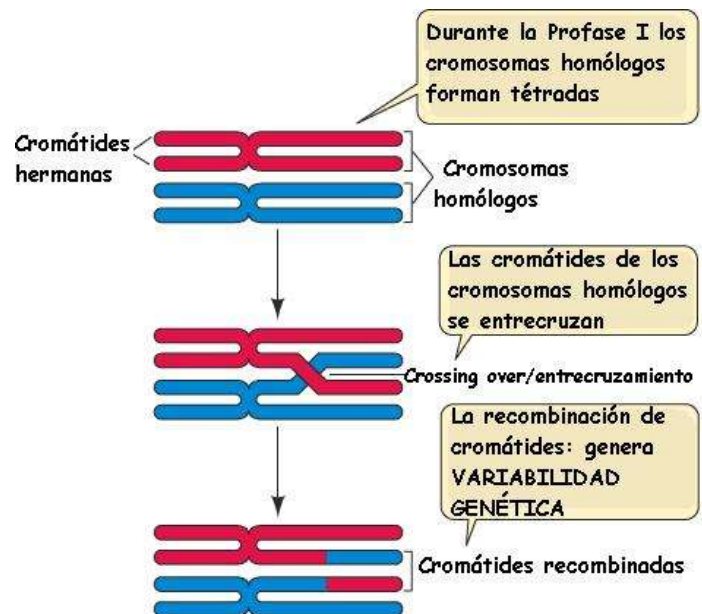 Durante la Profase I los
cromosomas homólogos
forman tétradas
Cromátides
hermanas
Cromosomas
homólogos
Las cromátides de los
cromosomas homólogos
se entrecruzan
Crossing over/entrecruzamiento
La recombinación de
cromátides: genera
VARIABILIDAD
GENÉTICA
Cromátides recombinadas